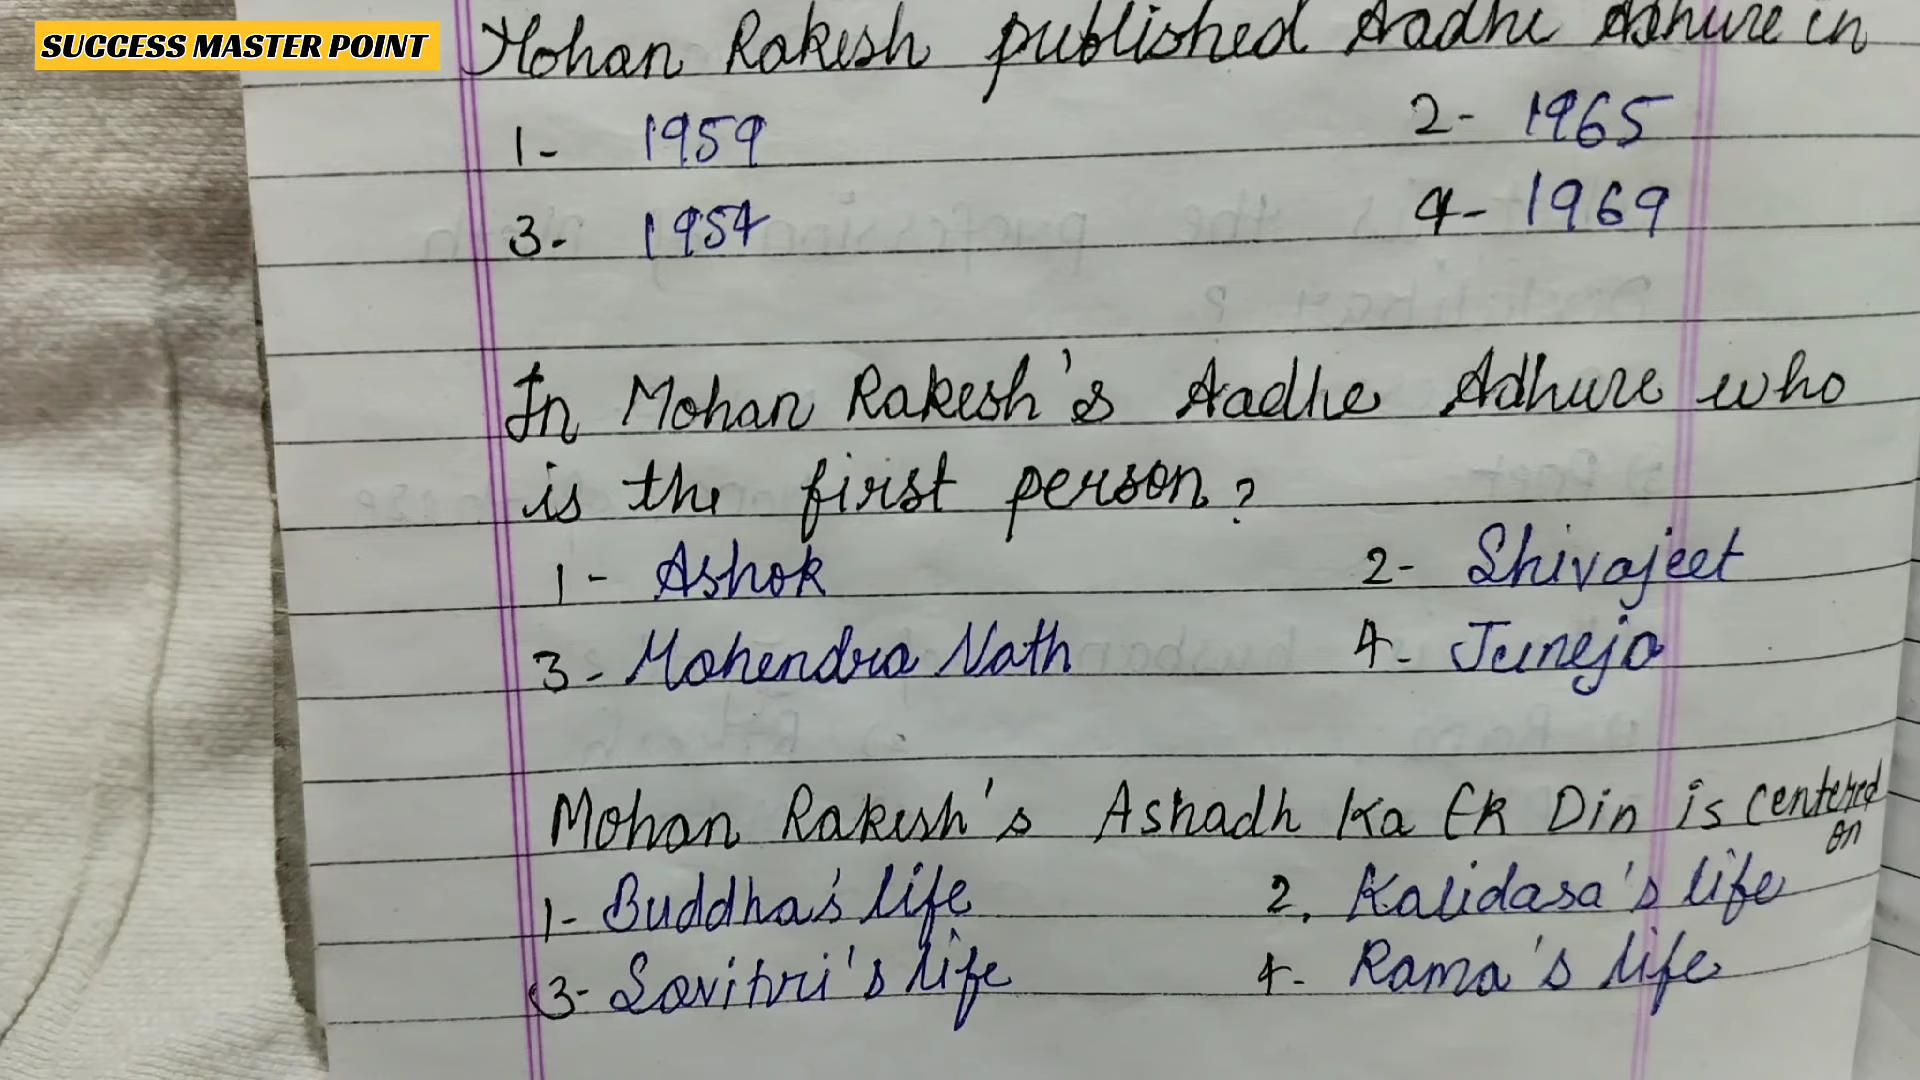 SUCCESS MASTER POINT
Mohan Rakesh published Aadhe Adhure in
1- 1959 2- 1965
3- 1957 4- 1969
In Mohan Rakesh's Aadhe Adhure who
is the first person?
1- Ashok 2- Shivajeet
3- Mahendra Nath 4- Juneja
Mohan Rakesh's Ashadh Ka Ek Din is centered
on
1- Buddha's life 2. Kalidasa's life
3- Savitri's life 4- Rama's life